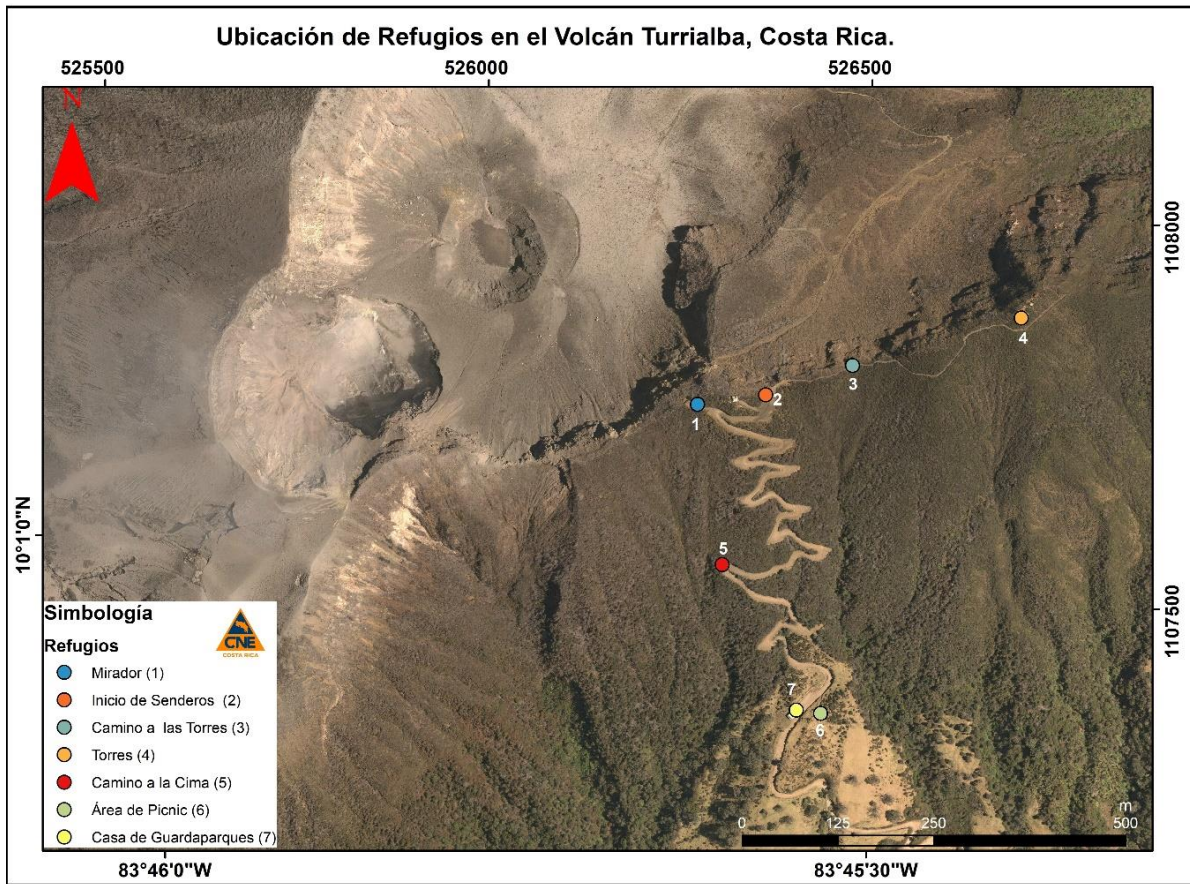 Ubicación de Refugios en el Volcán Turrialba, Costa Rica.
525500 526000 526500
N
1108000
4
3
2
1
10°1'0"N
5
1107500
Simbología
CNE
COSTA RICA
Refugios
Mirador (1)
Inicio de Senderos (2)
Camino a las Torres (3)
Torres (4)
Camino a la Cima (5)
Área de Picnic (6)
Casa de Guardaparques (7)
7
6
m
0 125 250 500
83°46'0"W 83°45'30"W